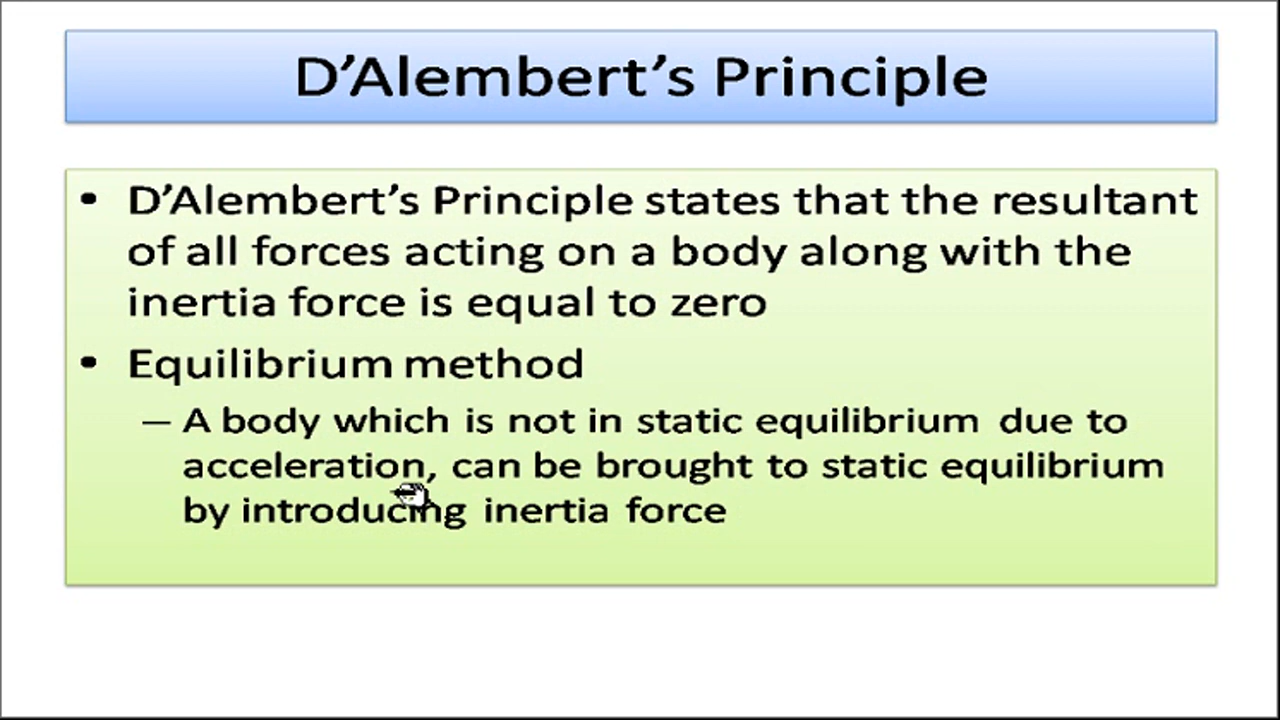 D’Alembert’s Principle
• D’Alembert’s Principle states that the resultant
of all forces acting on a body along with the
inertia force is equal to zero
• Equilibrium method
– A body which is not in static equilibrium due to
acceleration, can be brought to static equilibrium
by introducing inertia force